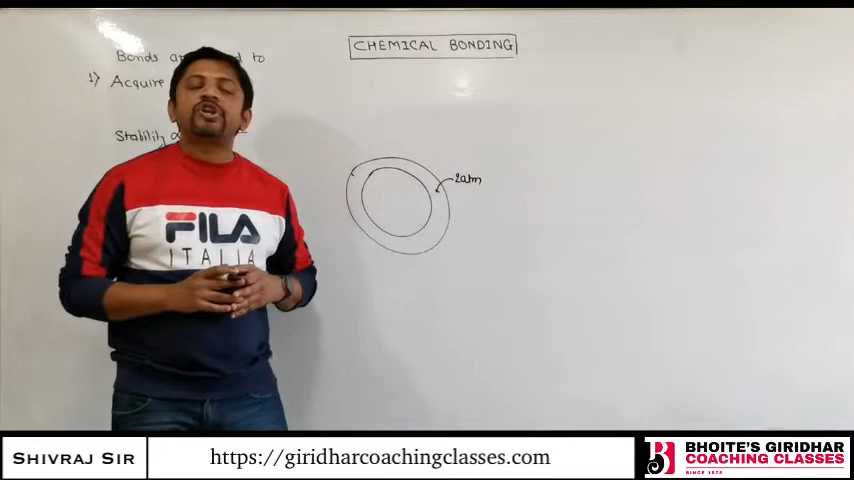 CHEMICAL BONDING
Bonds to
1) Acquire
Stability
2atm
FILA
ITALIA
SHIVRAJ SIR
https://giridharcoachingclasses.com
BHOITE'S GIRIDHAR
COACHING CLASSES